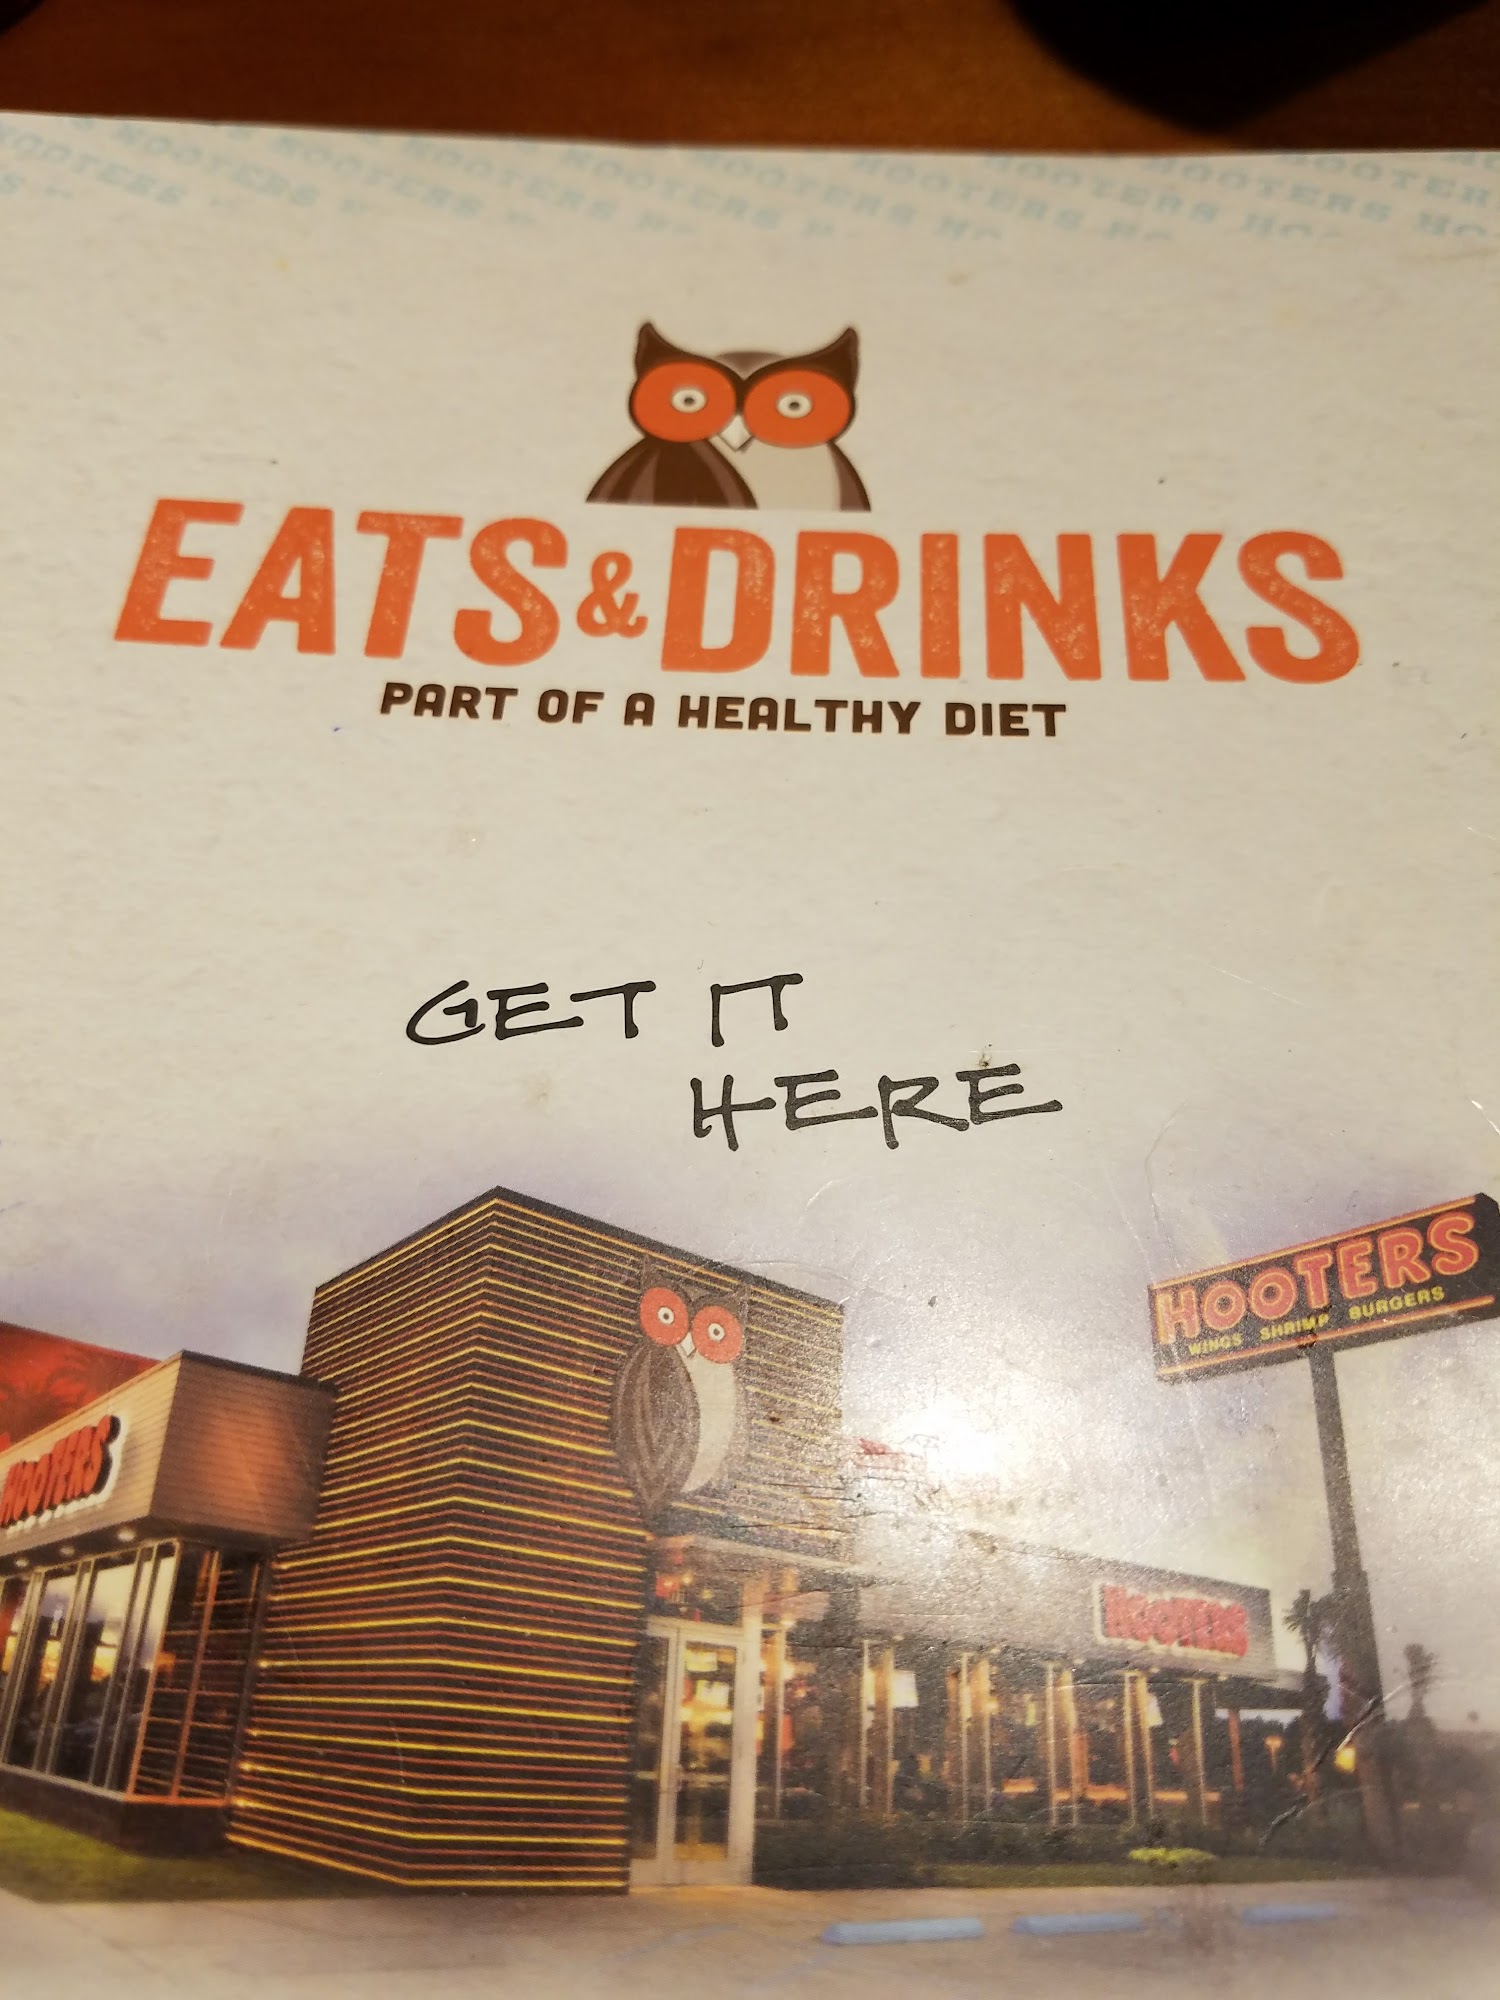 EATS & DRINKS
PART OF A HEALTHY DIET
GET IT
HERE
HOOTERS
WINGS SHRIMP BURGERS
HOOTERS
HOOTERS